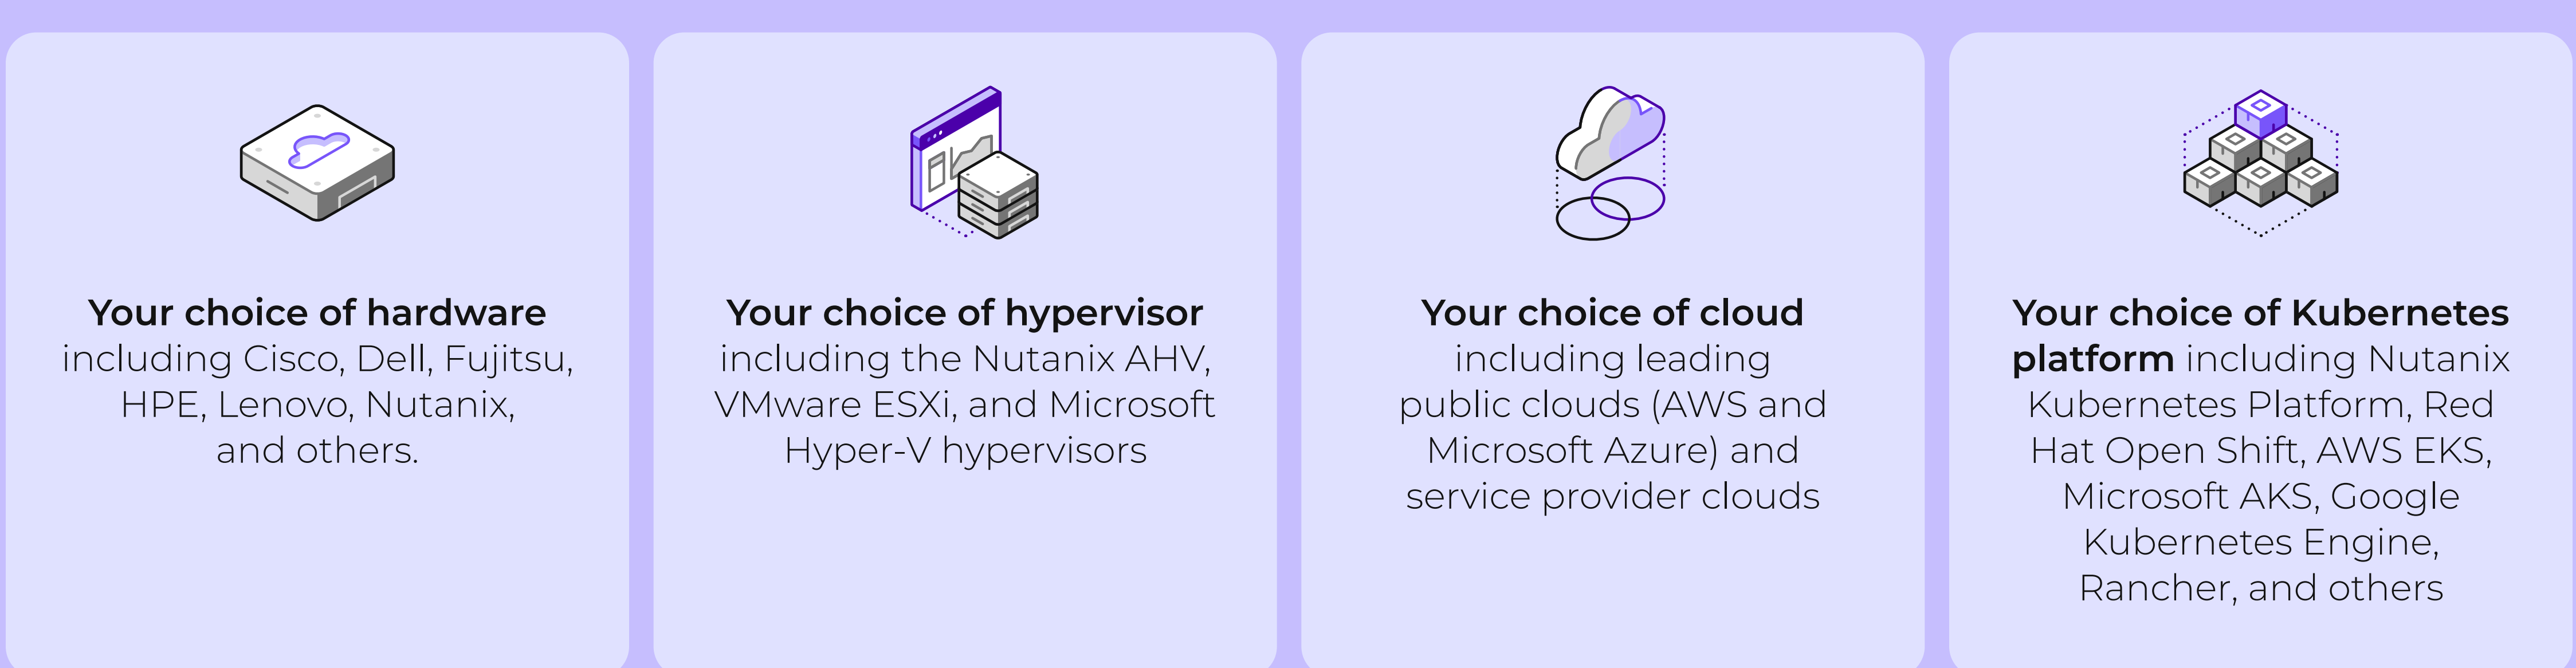 Your choice of hardware
including Cisco, Dell, Fujitsu,
HPE, Lenovo, Nutanix,
and others.
Your choice of hypervisor
including the Nutanix AHV,
VMware ESXi, and Microsoft
Hyper-V hypervisors
Your choice of cloud
including leading
public clouds (AWS and
Microsoft Azure) and
service provider clouds
Your choice of Kubernetes
platform including Nutanix
Kubernetes Platform, Red
Hat Open Shift, AWS EKS,
Microsoft AKS, Google
Kubernetes Engine,
Rancher, and others